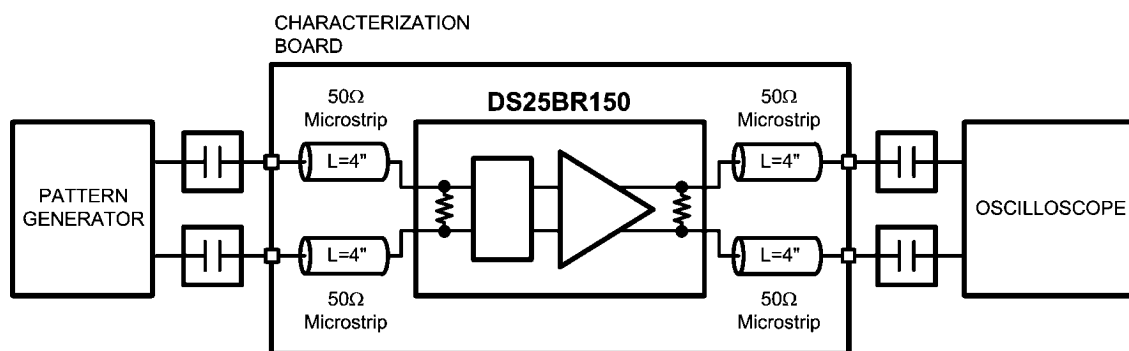 CHARACTERIZATION
BOARD
50Ω
Microstrip
DS25BR150
50Ω
Microstrip
L=4"
L=4"
PATTERN
GENERATOR
OSCILLOSCOPE
L=4"
L=4"
50Ω
Microstrip
50Ω
Microstrip